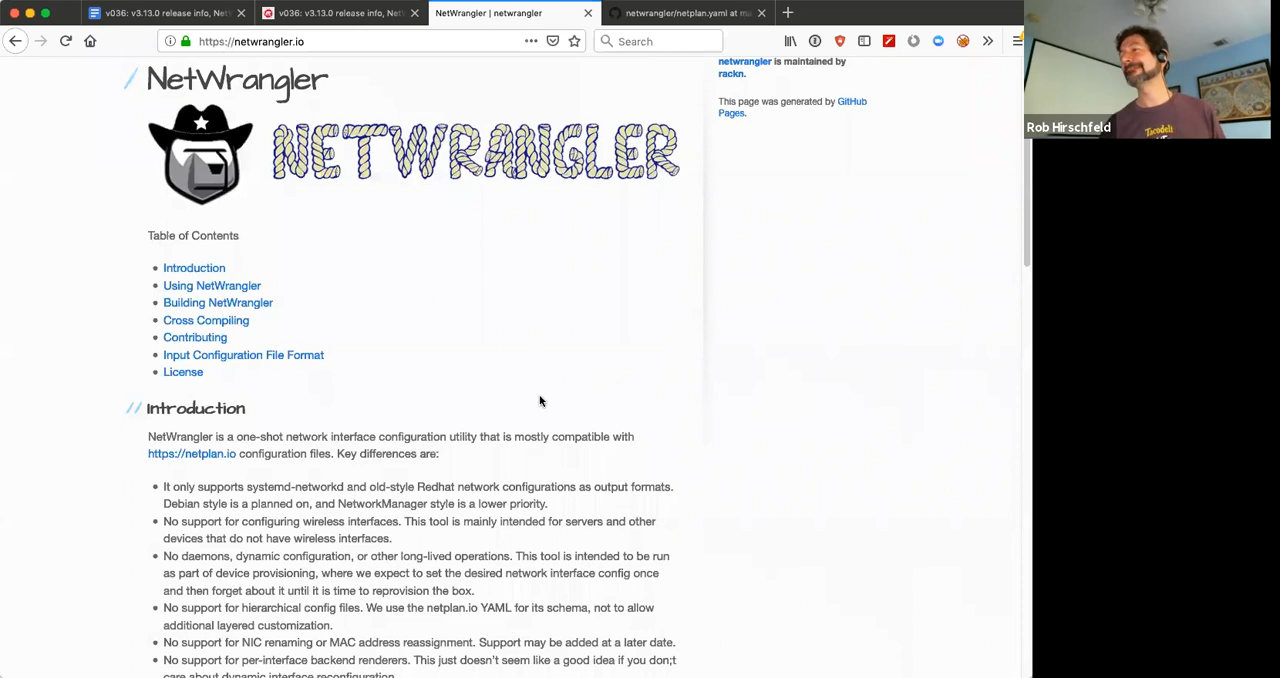 v036: v3.13.0 release info, Net
v036: v3.13.0 release info, Net
NetWrangler | netwrangler
netwrangler/netplan.yaml at ma
https://netwrangler.io
Search
NetWrangler
NETWRANGLER
netwrangler is maintained by
rackn.
This page was generated by GitHub
Pages.
Table of Contents
Introduction
Using NetWrangler
Building NetWrangler
Cross Compiling
Contributing
Input Configuration File Format
License
// Introduction
NetWrangler is a one-shot network interface configuration utility that is mostly compatible with
https://netplan.io configuration files. Key differences are:
It only supports systemd-networkd and old-style Redhat network configurations as output formats.
Debian style is a planned on, and NetworkManager style is a lower priority.
No support for configuring wireless interfaces. This tool is mainly intended for servers and other
devices that do not have wireless interfaces.
No daemons, dynamic configuration, or other long-lived operations. This tool is intended to be run
as part of device provisioning, where we expect to set the desired network interface config once
and then forget about it until it is time to reprovision the box.
No support for hierarchical config files. We use the netplan.io YAML for its schema, not to allow
additional layered customization.
No support for NIC renaming or MAC address reassignment. Support may be added at a later date.
No support for per-interface backend renderers. This just doesn't seem like a good idea if you don;t
care about dynamic interface reconfiguration.
Rob Hirschfeld
Tacodeli